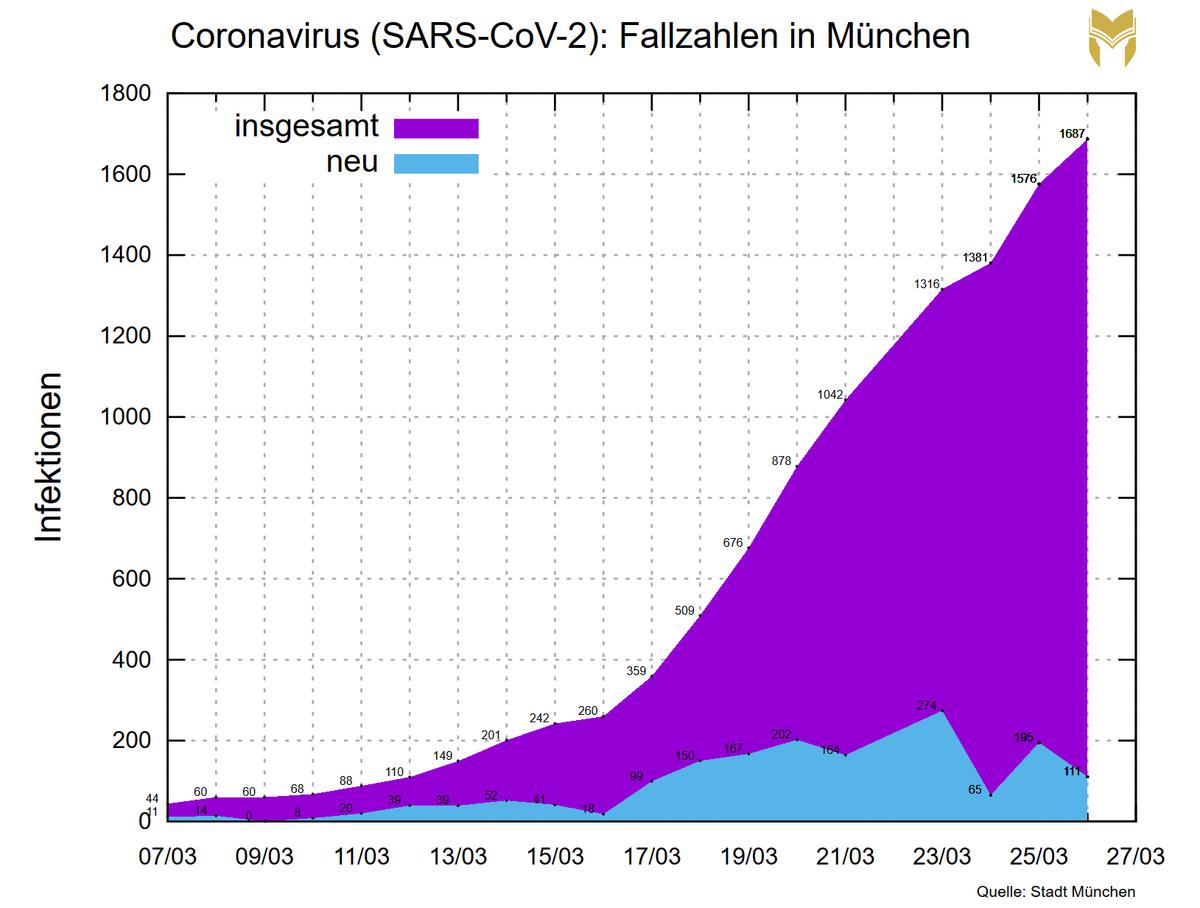 Coronavirus (SARS-CoV-2): Fallzahlen in München
insgesamt
neu
Infektionen
1800
1600
1400
1200
1000
800
600
400
200
0
44 60 60 68 88 110 149 201 242 260 359 509 676 878 1042 1316 1381 1576 1687
11 14 0 8 20 39 39 52 41 18 99 150 167 202 164 274 65 195 111
07/03 09/03 11/03 13/03 15/03 17/03 19/03 21/03 23/03 25/03 27/03
Quelle: Stadt München